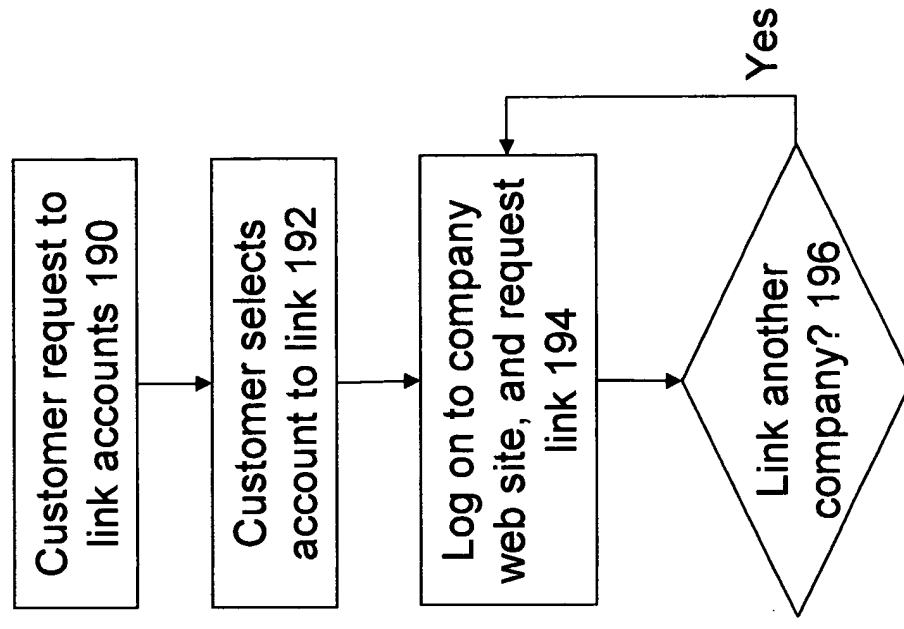 Customer request to
link accounts 190
Customer selects
account to link 192
Log on to company
web site, and request
link 194
Link another
company? 196
Yes